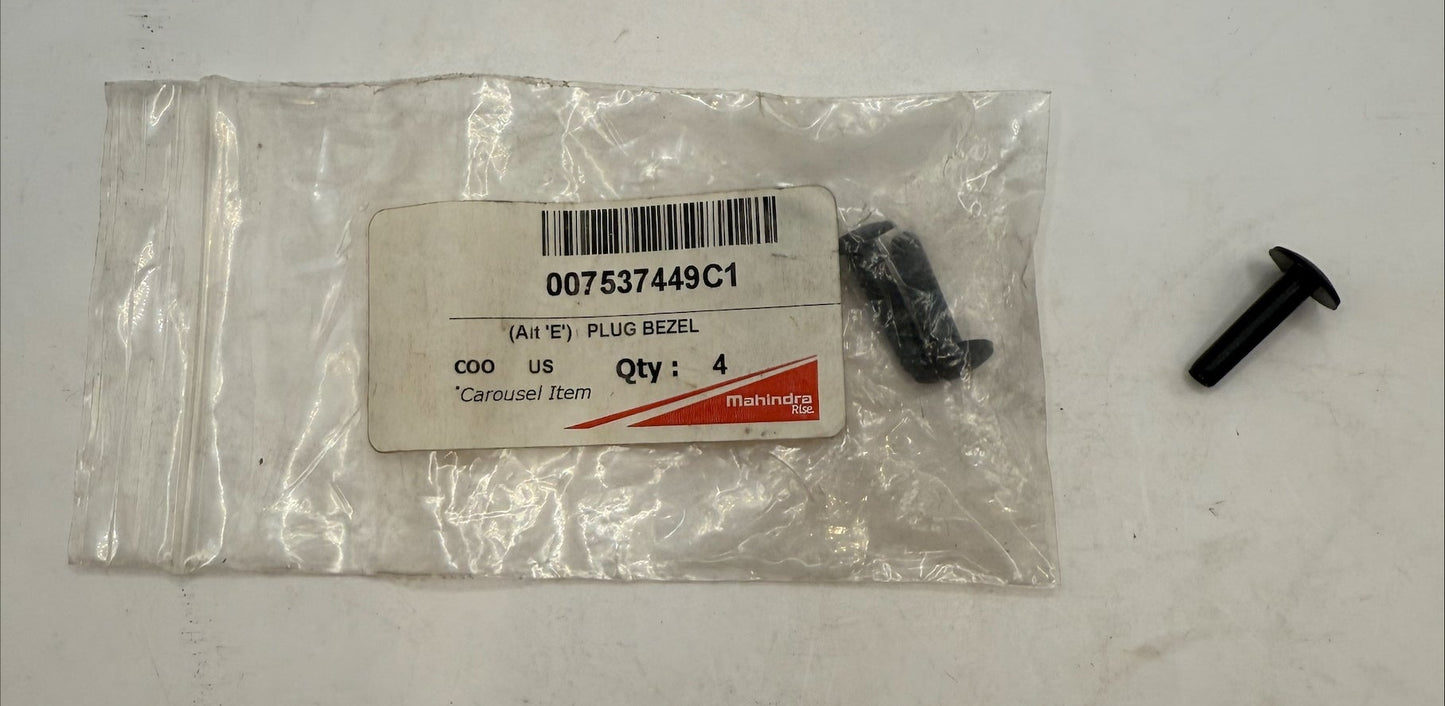 007537449C1
(Alt 'E') PLUG BEZEL
COO US Qty : 4
*Carousel Item
Mahindra
Rise.